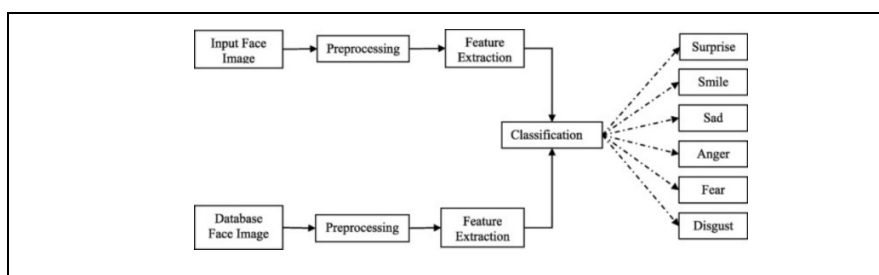 Input Face
Image
Preprocessing
Feature
Extraction
Classification
Surprise
Smile
Sad
Anger
Fear
Disgust
Database
Face Image
Preprocessing
Feature
Extraction